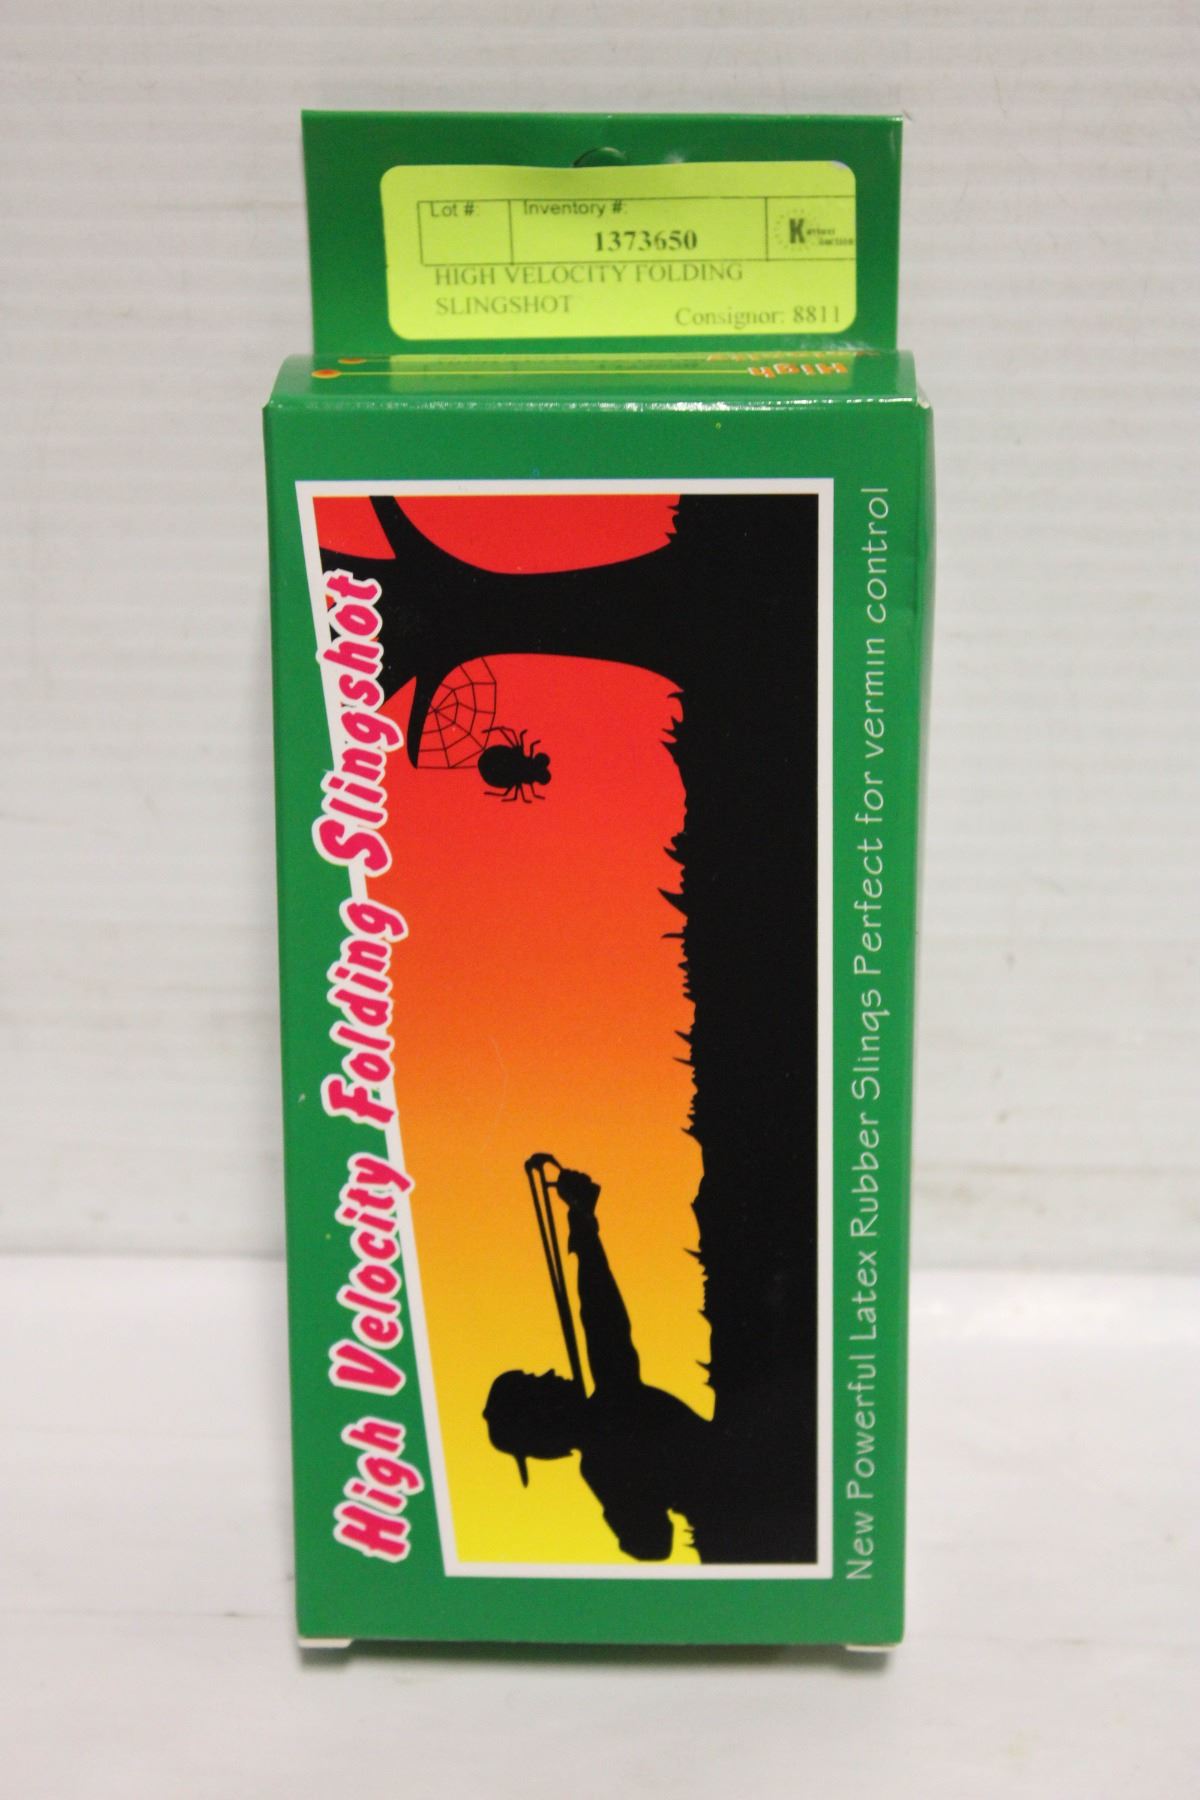 Lot #:
Inventory #:
1373650
HIGH VELOCITY FOLDING
SLINGSHOT
Consignor: 8811
High
High Velocity Folding Slingshot
New Powerful Latex Rubber Slings Perfect for vermin control